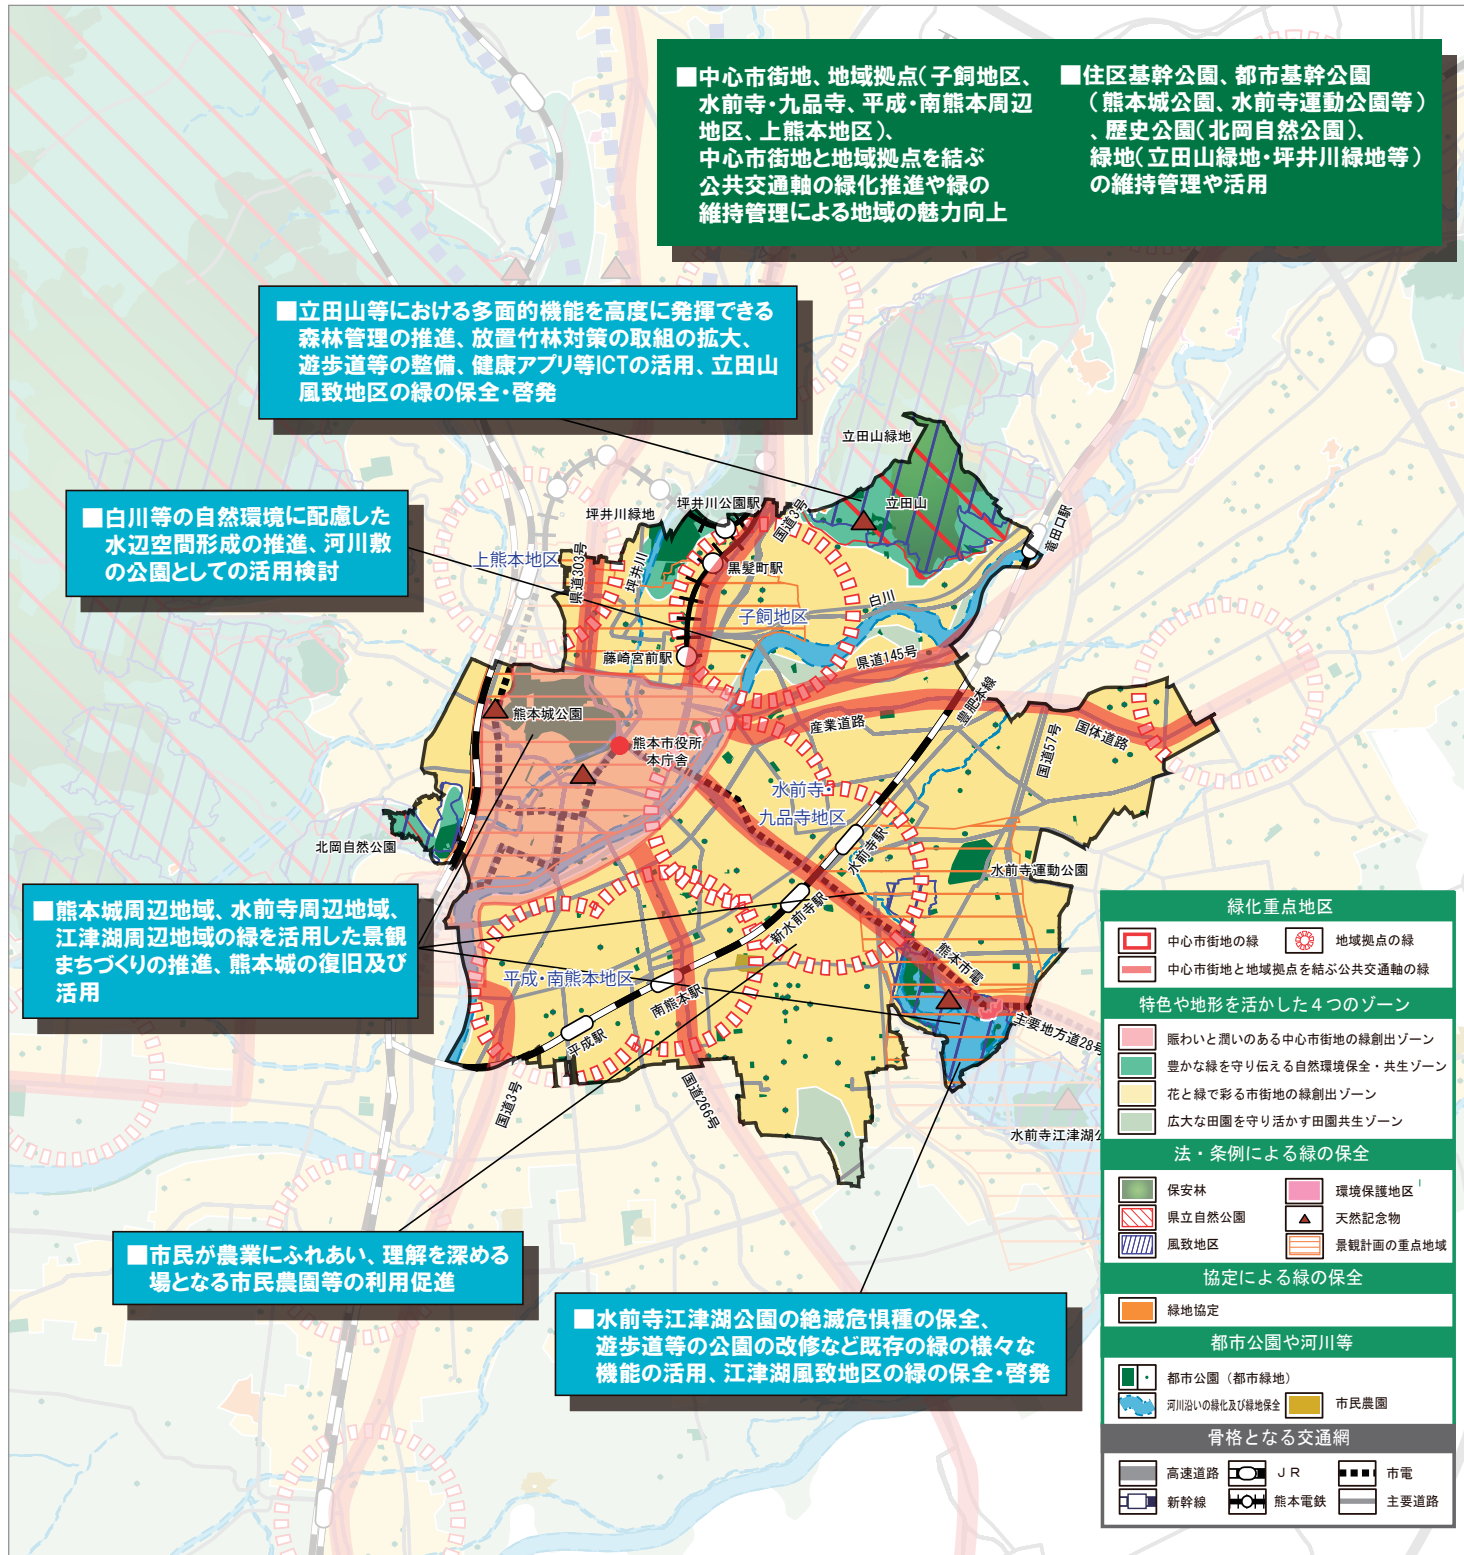 ■中心市街地、地域拠点(子飼地区、
水前寺・九品寺、平成・南熊本周辺
地区、上熊本地区)、
中心市街地と地域拠点を結ぶ
公共交通軸の緑化推進や緑の
維持管理による地域の魅力向上
■住区基幹公園、都市基幹公園
(熊本城公園、水前寺運動公園等)
、歴史公園(北岡自然公園)、
緑地(立田山緑地・坪井川緑地等)
の維持管理や活用
■立田山等における多面的機能を高度に発揮できる
森林管理の推進、放置竹林対策の取組の拡大、
遊歩道等の整備、健康アプリ等ICTの活用、立田山
風致地区の緑の保全・啓発
■白川等の自然環境に配慮した
水辺空間形成の推進、河川敷
の公園としての活用検討
立田山緑地
立田山
坪井川公園駅
坪井川緑地
国道3号
竜田口駅
上熊本地区
県道303号
坪井川
黒髪町駅
子飼地区
白川
藤崎宮前駅
県道145号
熊本城公園
豊肥本線
産業道路
国道57号
国体道路
熊本市役所
本庁舎
水前寺・
九品寺地区
北岡自然公園
水前寺駅
水前寺運動公園
新水前寺駅
熊本市電
平成・南熊本地区
南熊本駅
平成駅
主要地方道28号
国道3号
国道266号
水前寺江津湖公
■熊本城周辺地域、水前寺周辺地域、
江津湖周辺地域の緑を活用した景観
まちづくりの推進、熊本城の復旧及び
活用
■市民が農業にふれあい、理解を深める
場となる市民農園等の利用促進
■水前寺江津湖公園の絶滅危惧種の保全、
遊歩道等の公園の改修など既存の緑の様々な
機能の活用、江津湖風致地区の緑の保全・啓発
緑化重点地区
中心市街地の緑
地域拠点の緑
中心市街地と地域拠点を結ぶ公共交通軸の緑
特色や地形を活かした4つのゾーン
賑わいと潤いのある中心市街地の緑創出ゾーン
豊かな緑を守り伝える自然環境保全・共生ゾーン
花と緑で彩る市街地の緑創出ゾーン
広大な田園を守り活かす田園共生ゾーン
法・条例による緑の保全
保安林
環境保護地区
県立自然公園
天然記念物
風致地区
景観計画の重点地域
協定による緑の保全
緑地協定
都市公園や河川等
都市公園（都市緑地）
河川沿いの緑化及び緑地保全
市民農園
骨格となる交通網
高速道路
ＪＲ
市電
新幹線
熊本電鉄
主要道路